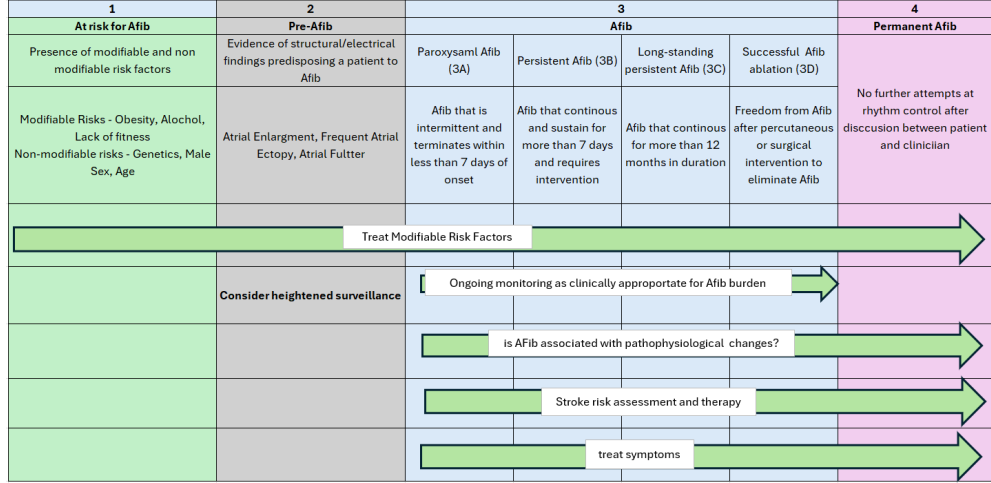 1
2
3
4
At risk for Afib
Pre-Afib
Afib
Permanent Afib
Presence of modifiable and non
modifiable risk factors
Evidence of structural/electrical
findings predisposing a patient to
Afib
Paroxysaml Afib
(3A)
Persistent Afib (3B)
Long-standing
persistent Afib (3C)
Successful Afib
ablation (3D)
No further attempts at
rhythm control after
disccusion between patient
and cliniciian
Modifiable Risks - Obesity, Alochol,
Lack of fitness
Non-modifiable risks - Genetics, Male
Sex, Age
Atrial Enlargment, Frequent Atrial
Ectopy, Atrial Fultter
Afib that is
intermittent and
terminates within
less than 7 days of
onset
Afib that continous
and sustain for
more than 7 days
and requires
intervention
Afib that continous
for more than 12
months in duration
Freedom from Afib
after percutaneous
or surgical
intervention to
eliminate Afib
Treat Modifiable Risk Factors
Consider heightened surveillance
Ongoing monitoring as clinically approportate for Afib burden
is AFib associated with pathophysiological changes?
Stroke risk assessment and therapy
treat symptoms